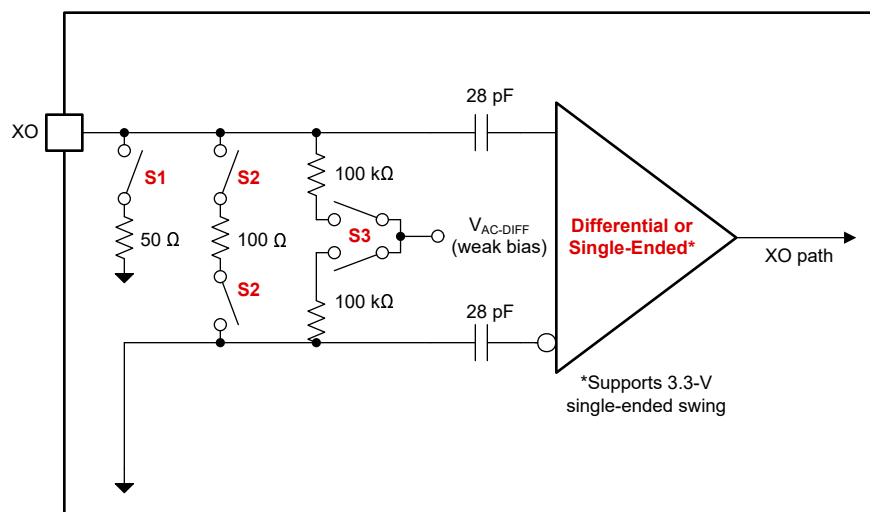 28 pF
XO
S1
S2
100 kΩ
50 Ω
100 Ω
S3
VAC-DIFF
(weak bias)
Differential or
Single-Ended*
XO path
S2
100 kΩ
28 pF
*Supports 3.3-V
single-ended swing